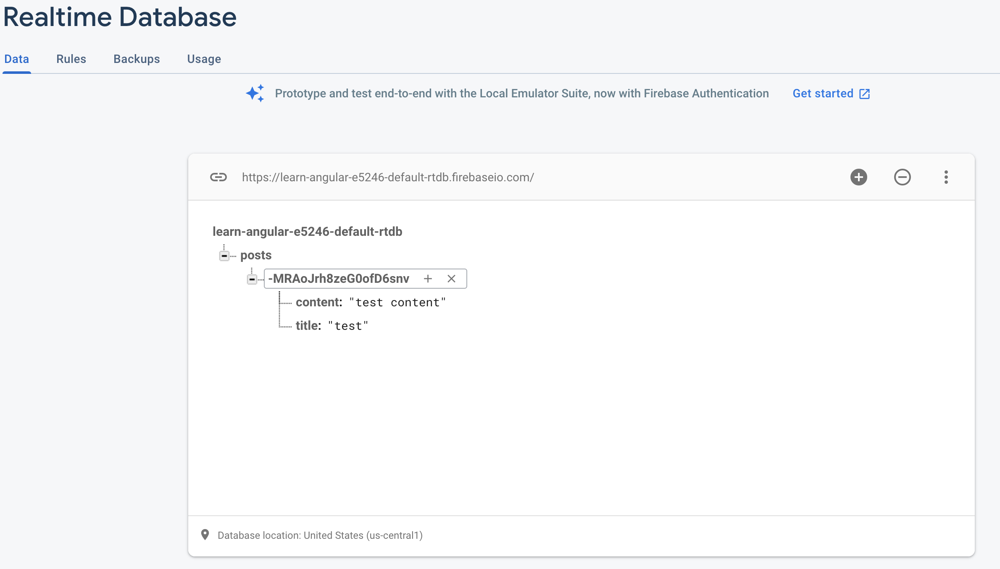 Realtime Database
Data Rules Backups Usage
Prototype and test end-to-end with the Local Emulator Suite, now with Firebase Authentication Get started
https://learn-angular-e5246-default-rtdb.firebaseio.com/
learn-angular-e5246-default-rtdb
posts
-MRAoJrh8zeG0ofD6snv
content: "test content"
title: "test"
Database location: United States (us-central1)